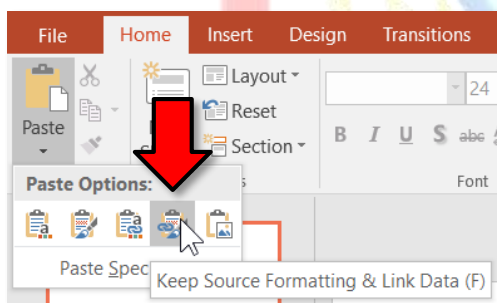 File Home Insert Design Transitions
Layout
24
Paste
Reset
Section
B I U S abc
Font
Paste Options:
Paste Spec
Keep Source Formatting & Link Data (F)